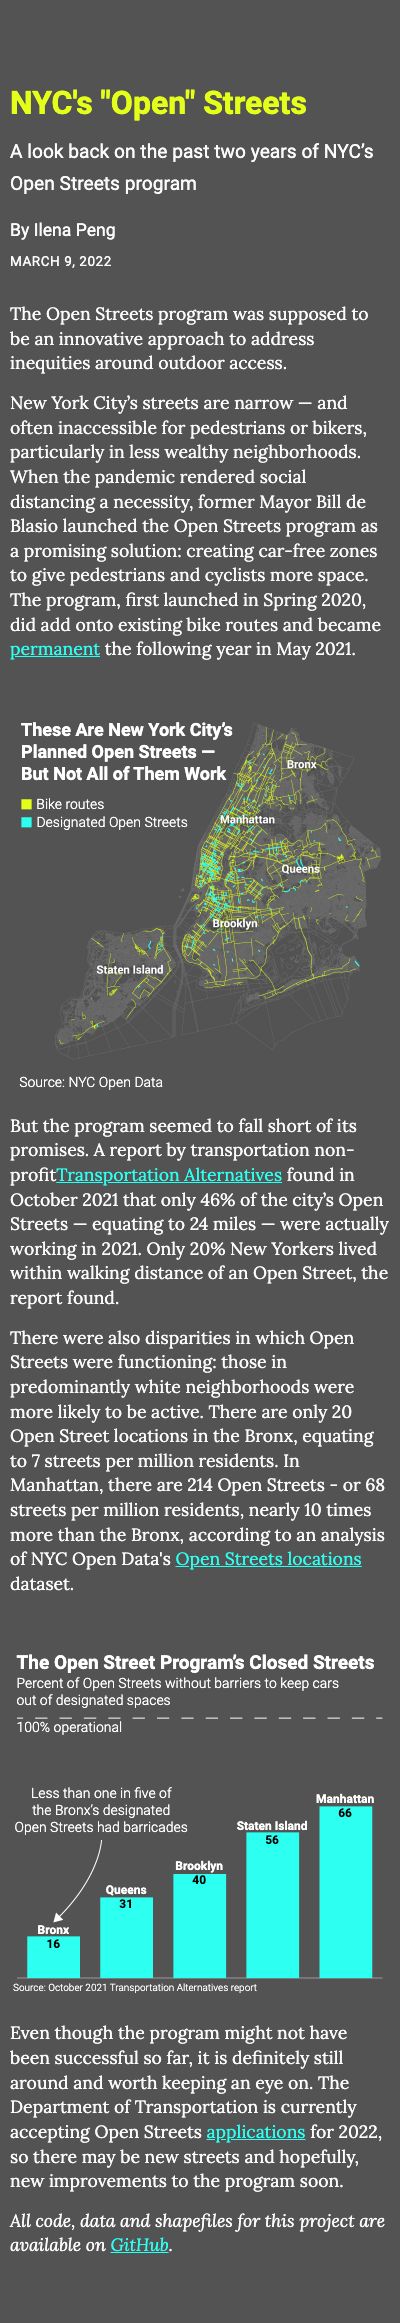 NYC's "Open" Streets
A look back on the past two years of NYC’s
Open Streets program
By Ilena Peng
MARCH 9, 2022
The Open Streets program was supposed to
be an innovative approach to address
inequities around outdoor access.
New York City’s streets are narrow — and
often inaccessible for pedestrians or bikers,
particularly in less wealthy neighborhoods.
When the pandemic rendered social
distancing a necessity, former Mayor Bill de
Blasio launched the Open Streets program as
a promising solution: creating car-free zones
to give pedestrians and cyclists more space.
The program, first launched in Spring 2020,
did add onto existing bike routes and became
permanent the following year in May 2021.
These Are New York City’s
Planned Open Streets —
But Not All of Them Work
Bike routes
Designated Open Streets
Bronx
Manhattan
Queens
Brooklyn
Staten Island
Source: NYC Open Data
But the program seemed to fall short of its
promises. A report by transportation non-
profitTransportation Alternatives found in
October 2021 that only 46% of the city’s Open
Streets — equating to 24 miles — were actually
working in 2021. Only 20% New Yorkers lived
within walking distance of an Open Street, the
report found.
There were also disparities in which Open
Streets were functioning: those in
predominantly white neighborhoods were
more likely to be active. There are only 20
Open Street locations in the Bronx, equating
to 7 streets per million residents. In
Manhattan, there are 214 Open Streets - or 68
streets per million residents, nearly 10 times
more than the Bronx, according to an analysis
of NYC Open Data's Open Streets locations
dataset.
The Open Street Program’s Closed Streets
Percent of Open Streets without barriers to keep cars
out of designated spaces
100% operational
Less than one in five of
the Bronx’s designated
Open Streets had barricades
Bronx
16
Queens
31
Brooklyn
40
Staten Island
56
Manhattan
66
Source: October 2021 Transportation Alternatives report
Even though the program might not have
been successful so far, it is definitely still
around and worth keeping an eye on. The
Department of Transportation is currently
accepting Open Streets applications for 2022,
so there may be new streets and hopefully,
new improvements to the program soon.
All code, data and shapefiles for this project are
available on GitHub.